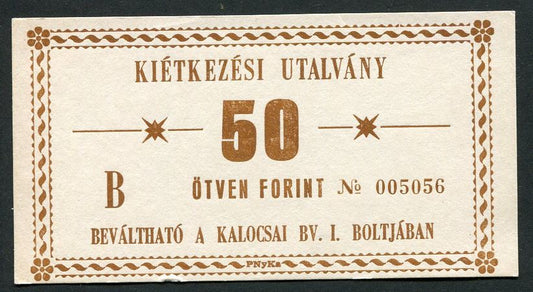 KIÉTKEZÉSI UTALVÁNY
50
B ÖTVEN FORINT № 005056
BEVÁLTHATÓ A KALOCSAI BV. I. BOLTJÁBAN
PNyKa